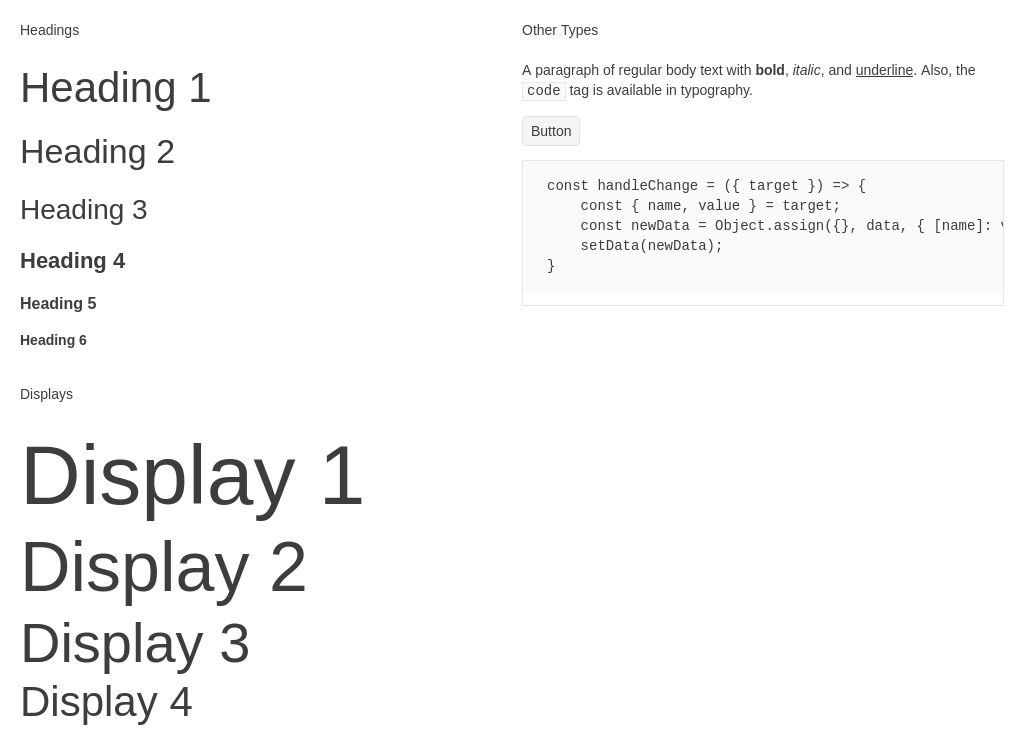 Headings
Heading 1
Heading 2
Heading 3
Heading 4
Heading 5
Heading 6
Displays
Display 1
Display 2
Display 3
Display 4
Other Types
A paragraph of regular body text with bold, italic, and underline. Also, the
code tag is available in typography.
Button
const handleChange = ({ target }) => {
    const { name, value } = target;
    const newData = Object.assign({}, data, { [name]:
    setData(newData);
}